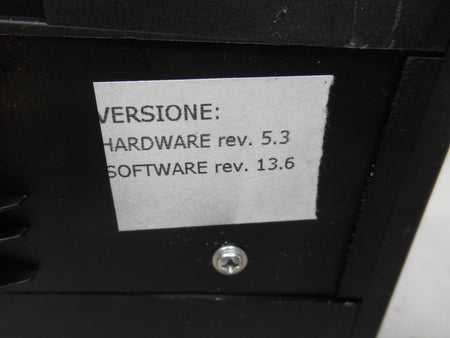 VERSIONE:
HARDWARE rev. 5.3
SOFTWARE rev. 13.6